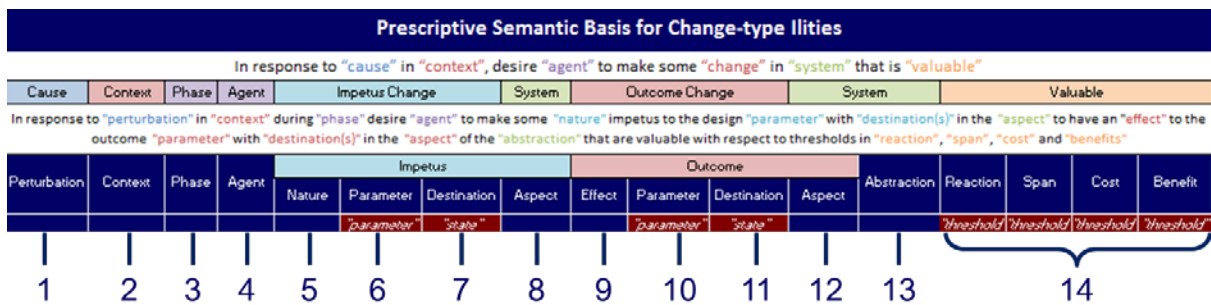 Prescriptive Semantic Basis for Change-type Ilities
In response to "cause" in "context", desire "agent" to make some "change" in "system" that is "valuable"
Cause Context Phase Agent Impetus Change System Outcome Change System Valuable
In response to "perturbation" in "context" during "phase" desire "agent" to make some "nature" impetus to the design "parameter" with "destination(s)" in the "aspect" to have an "effect" to the
outcome "parameter" with "destination(s)" in the "aspect" of the "abstraction" that are valuable with respect to thresholds in "reaction", "span", "cost" and "benefits"
Impetus Outcome
Perturbation Context Phase Agent Nature Parameter Destination Aspect Effect Parameter Destination Aspect Abstraction Reaction Span Cost Benefit
"parameter" "state" "parameter" "state" "threshold "threshold "threshold "threshold"
1 2 3 4 5 6 7 8 9 10 11 12 13 14